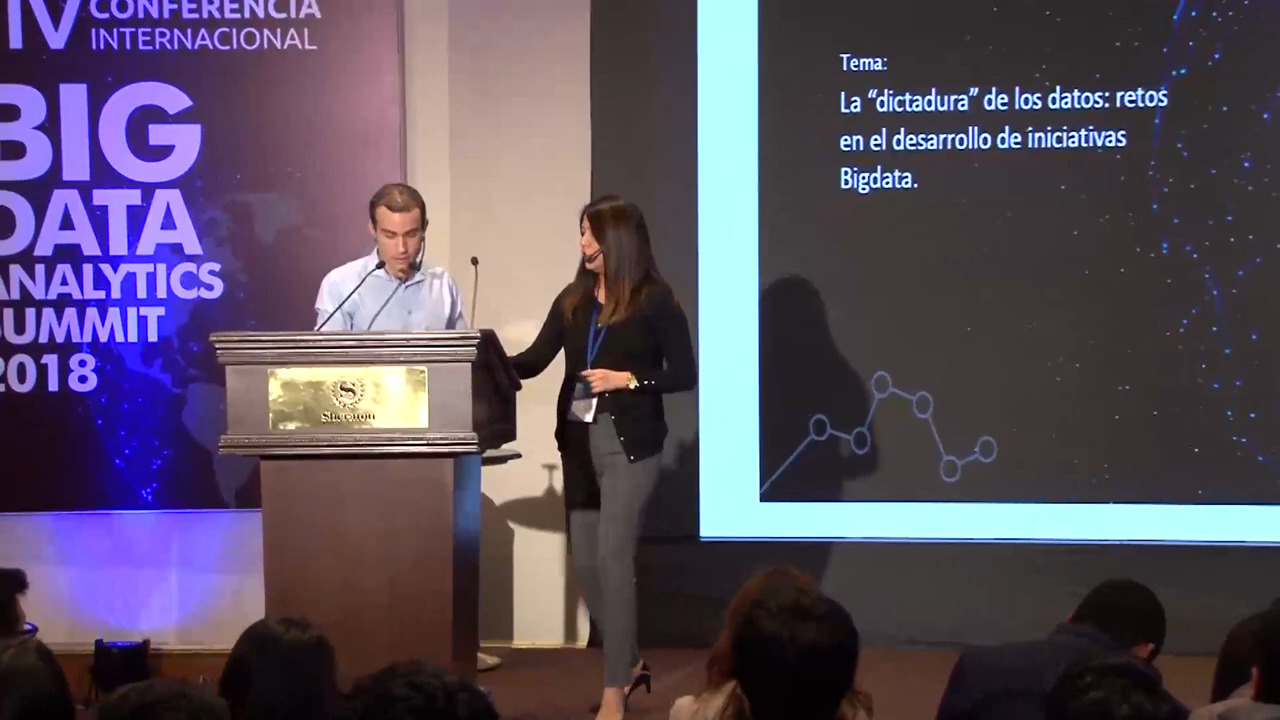 IV CONFERENCIA
INTERNACIONAL
BIG
DATA
ANALYTICS
SUMMIT
2018
S
Sheraton
Tema:
La “dictadura” de los datos: retos
en el desarrollo de iniciativas
Bigdata.